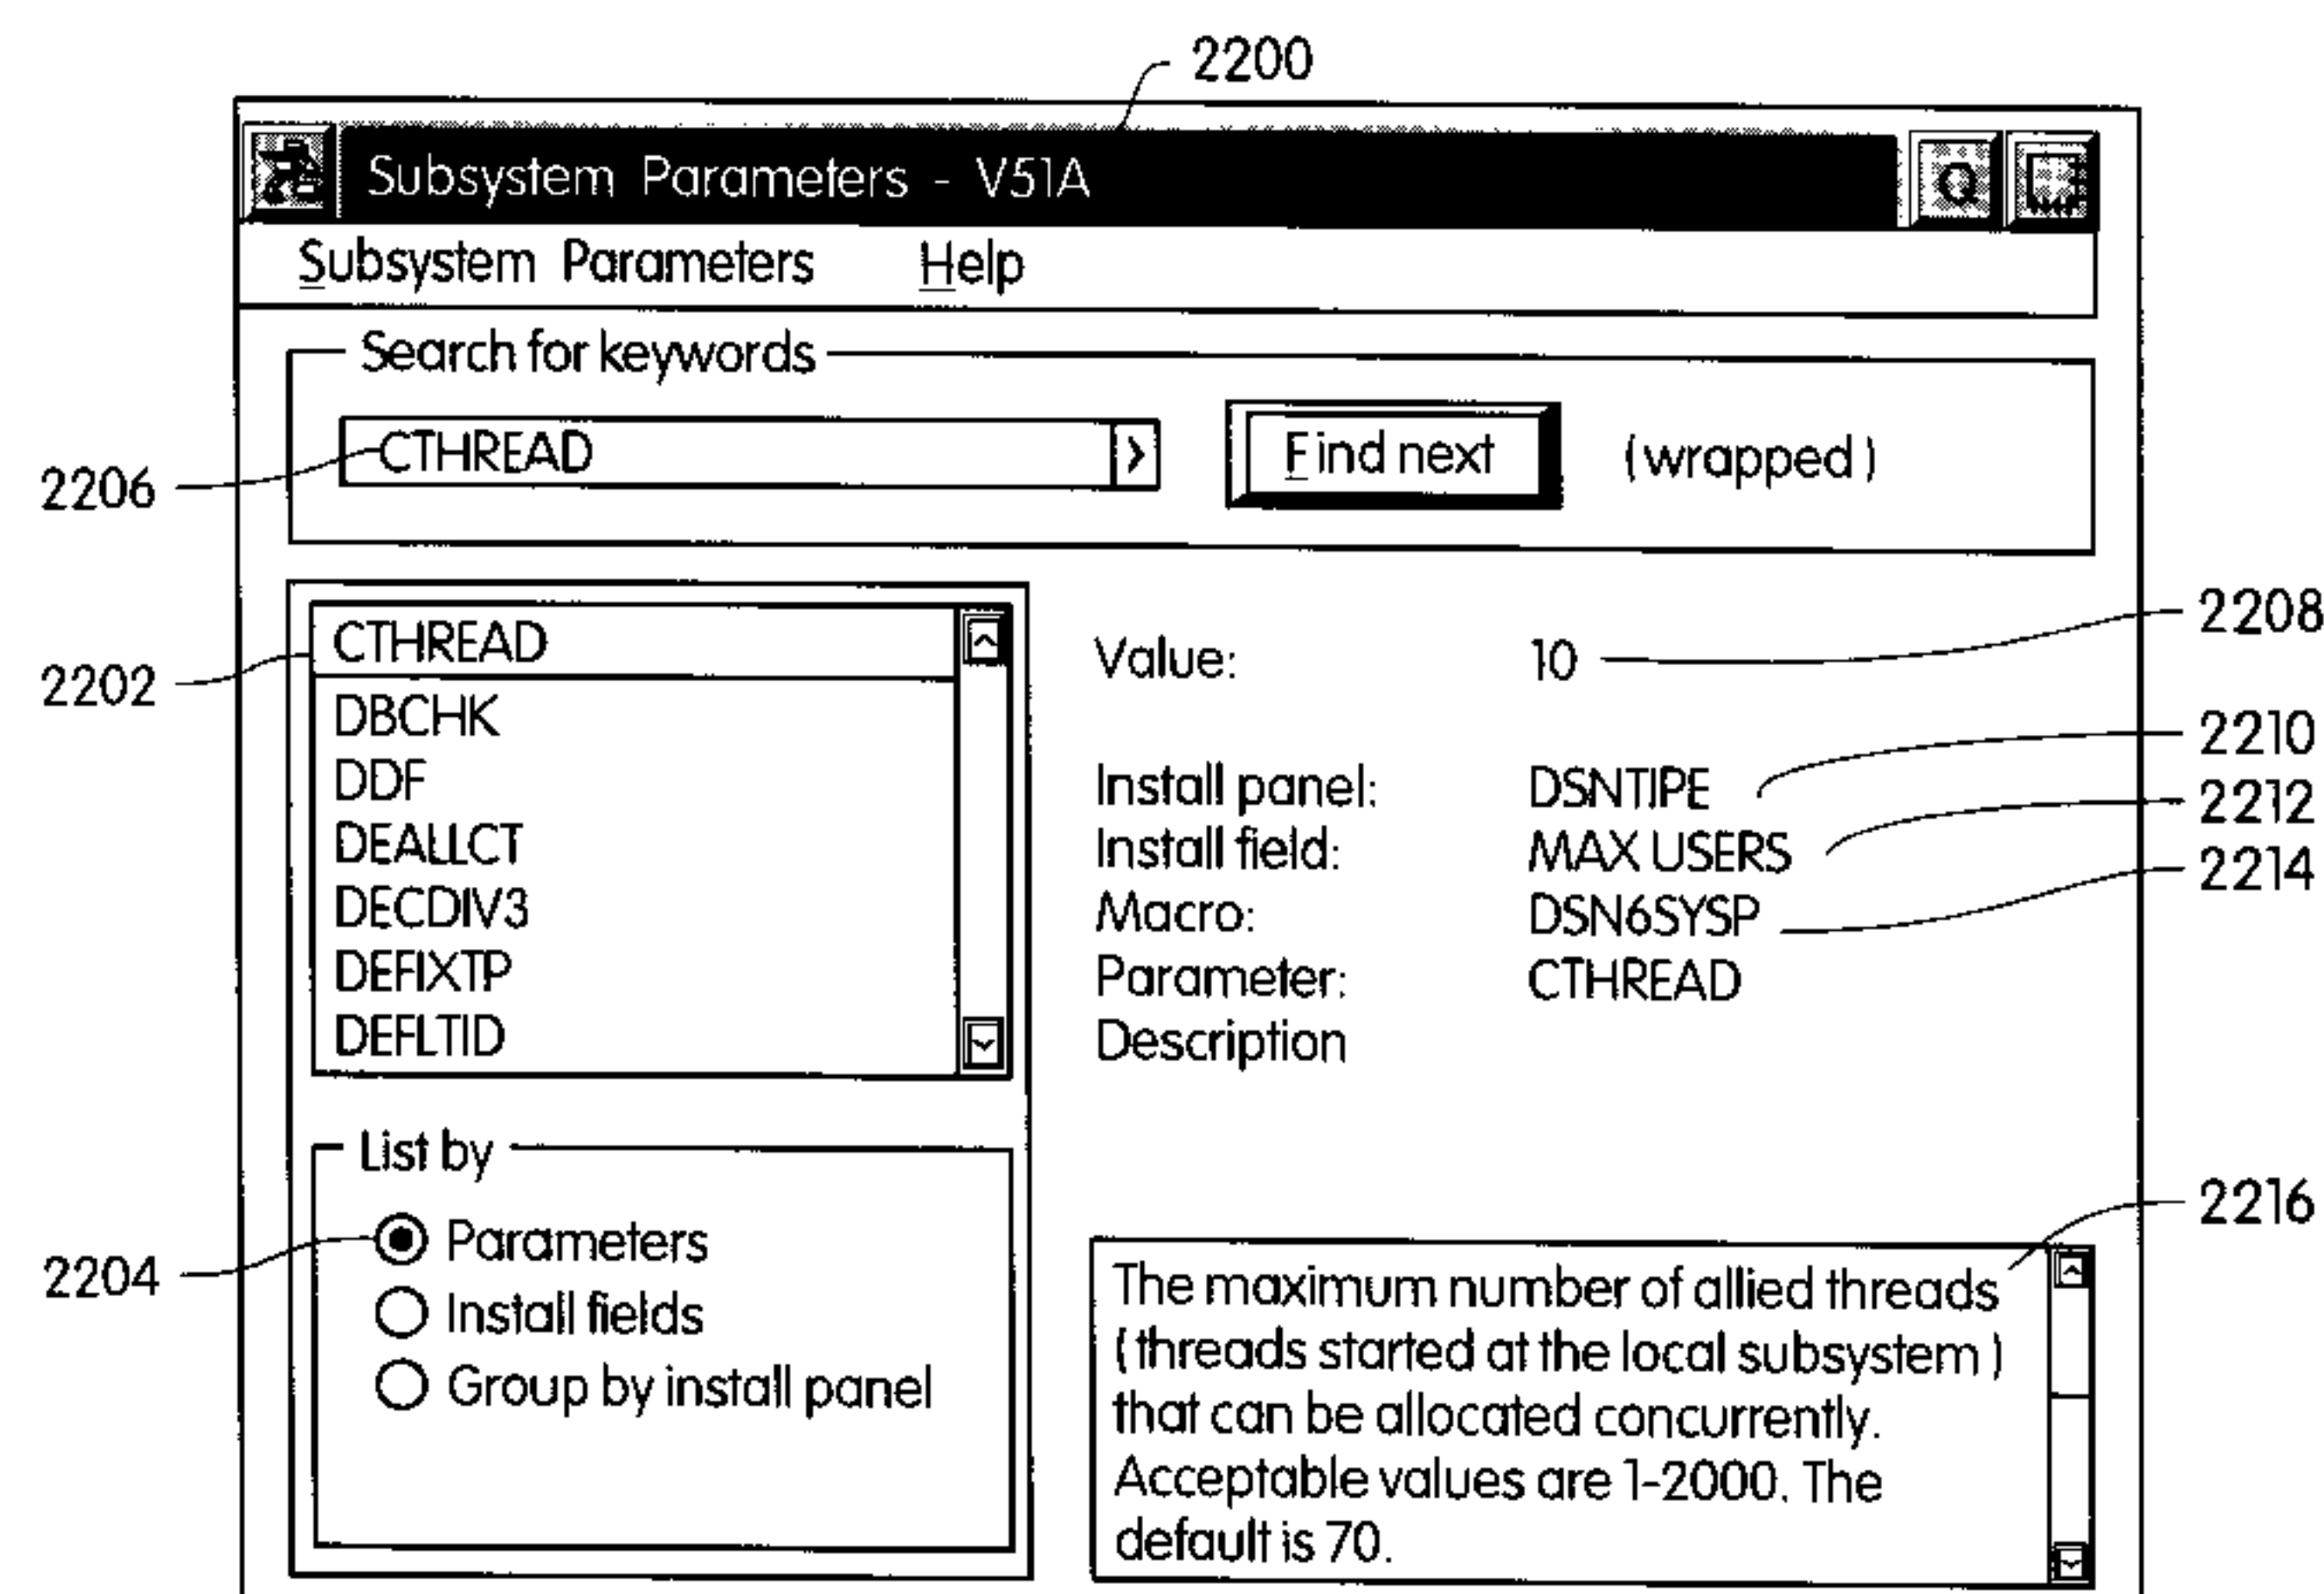 2200
Subsystem Parameters - V51A
Subsystem Parameters Help
Search for keywords
2206 CTHREAD > Find next (wrapped)
2202
CTHREAD
DBCHK
DDF
DEALLCT
DECDIV3
DEFIXTP
DEFLTID
List by
2204
Parameters
Install fields
Group by install panel
Value: 10 2208
Install panel: DSNTIPE 2210
Install field: MAX USERS 2212
Macro: DSN6SYSP 2214
Parameter: CTHREAD
Description
2216
The maximum number of allied threads
(threads started at the local subsystem)
that can be allocated concurrently.
Acceptable values are 1-2000. The
default is 70.